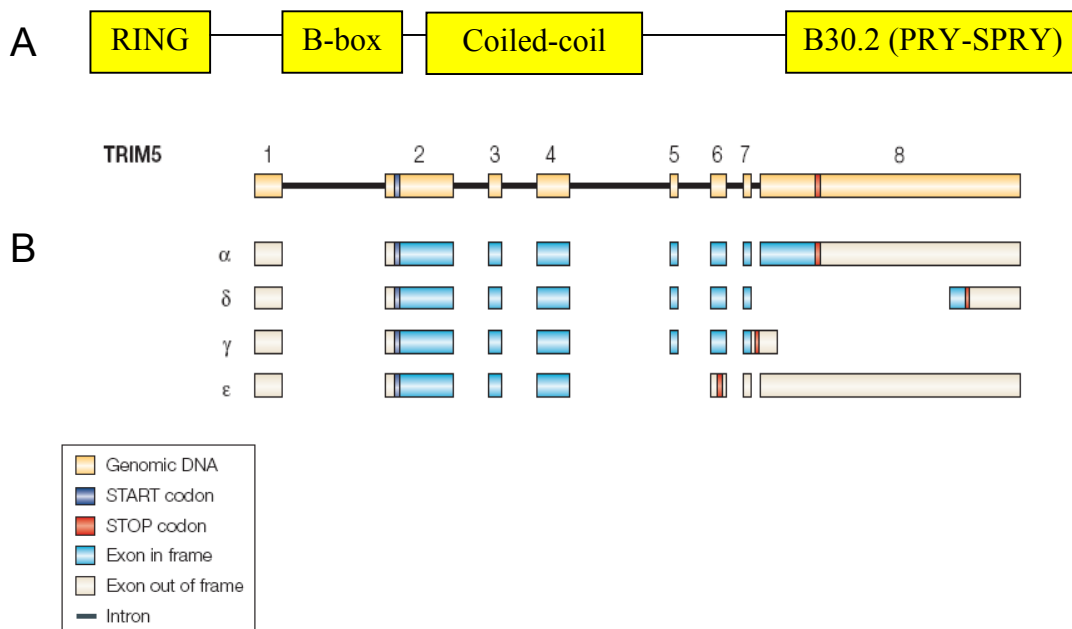 A RING B-box Coiled-coil B30.2 (PRY-SPRY)
TRIM5 1 2 3 4 5 6 7 8
B
α
δ
γ
ε
Genomic DNA
START codon
STOP codon
Exon in frame
Exon out of frame
Intron